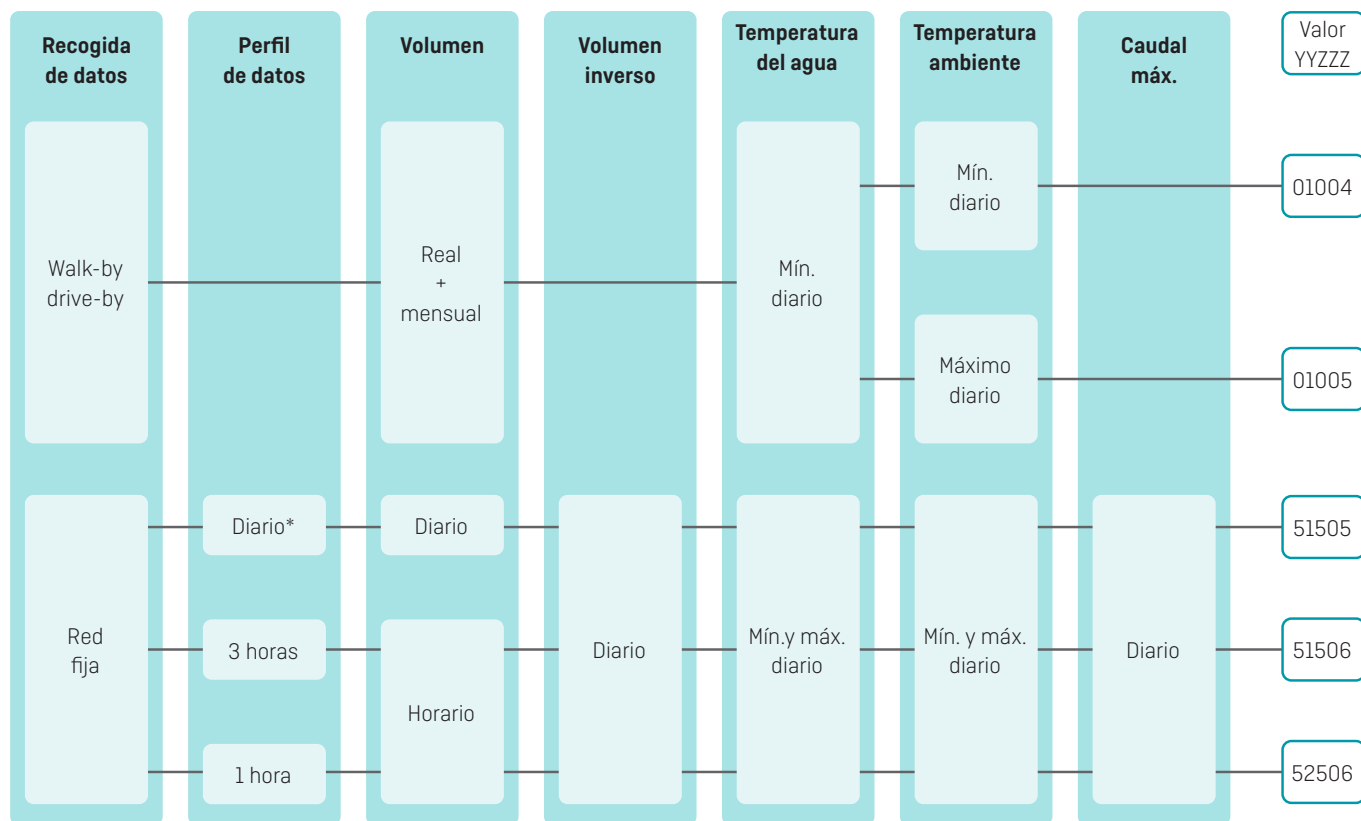 Recogida
de datos
Perfil
de datos
Volumen
Volumen
inverso
Temperatura
del agua
Temperatura
ambiente
Caudal
máx.
Valor
YYZZZ
Walk-by
drive-by
Real
+
mensual
Mín.
diario
Mín.
diario
01004
Máximo
diario
01005
Red
fija
Diario*
Diario
51505
3 horas
Horario
Diario
Mín.y máx.
diario
Mín. y máx.
diario
Diario
51506
1 hora
52506